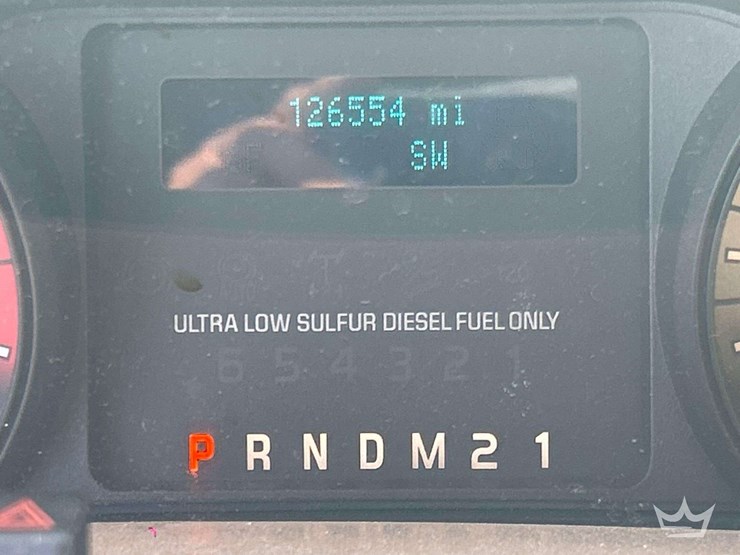 126554 mi
SW
ULTRA LOW SULFUR DIESEL FUEL ONLY
6 5 4 3 2 1
P R N D M 2 1